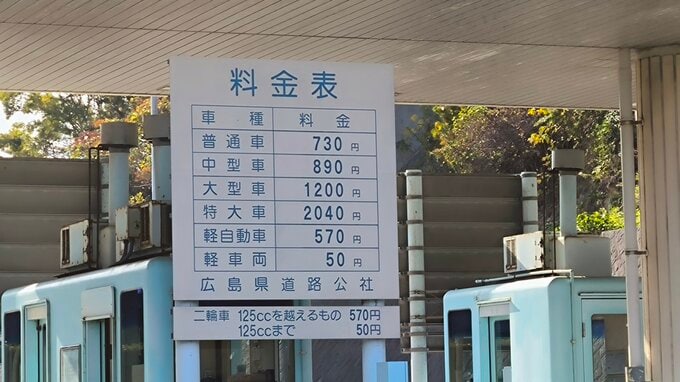 料金表
車種 料金
普通車 730円
中型車 890円
大型車 1200円
特大車 2040円
軽自動車 570円
軽車両 50円
広島県道路公社
二輪車 125ccを越えるもの 570円
125ccまで 50円